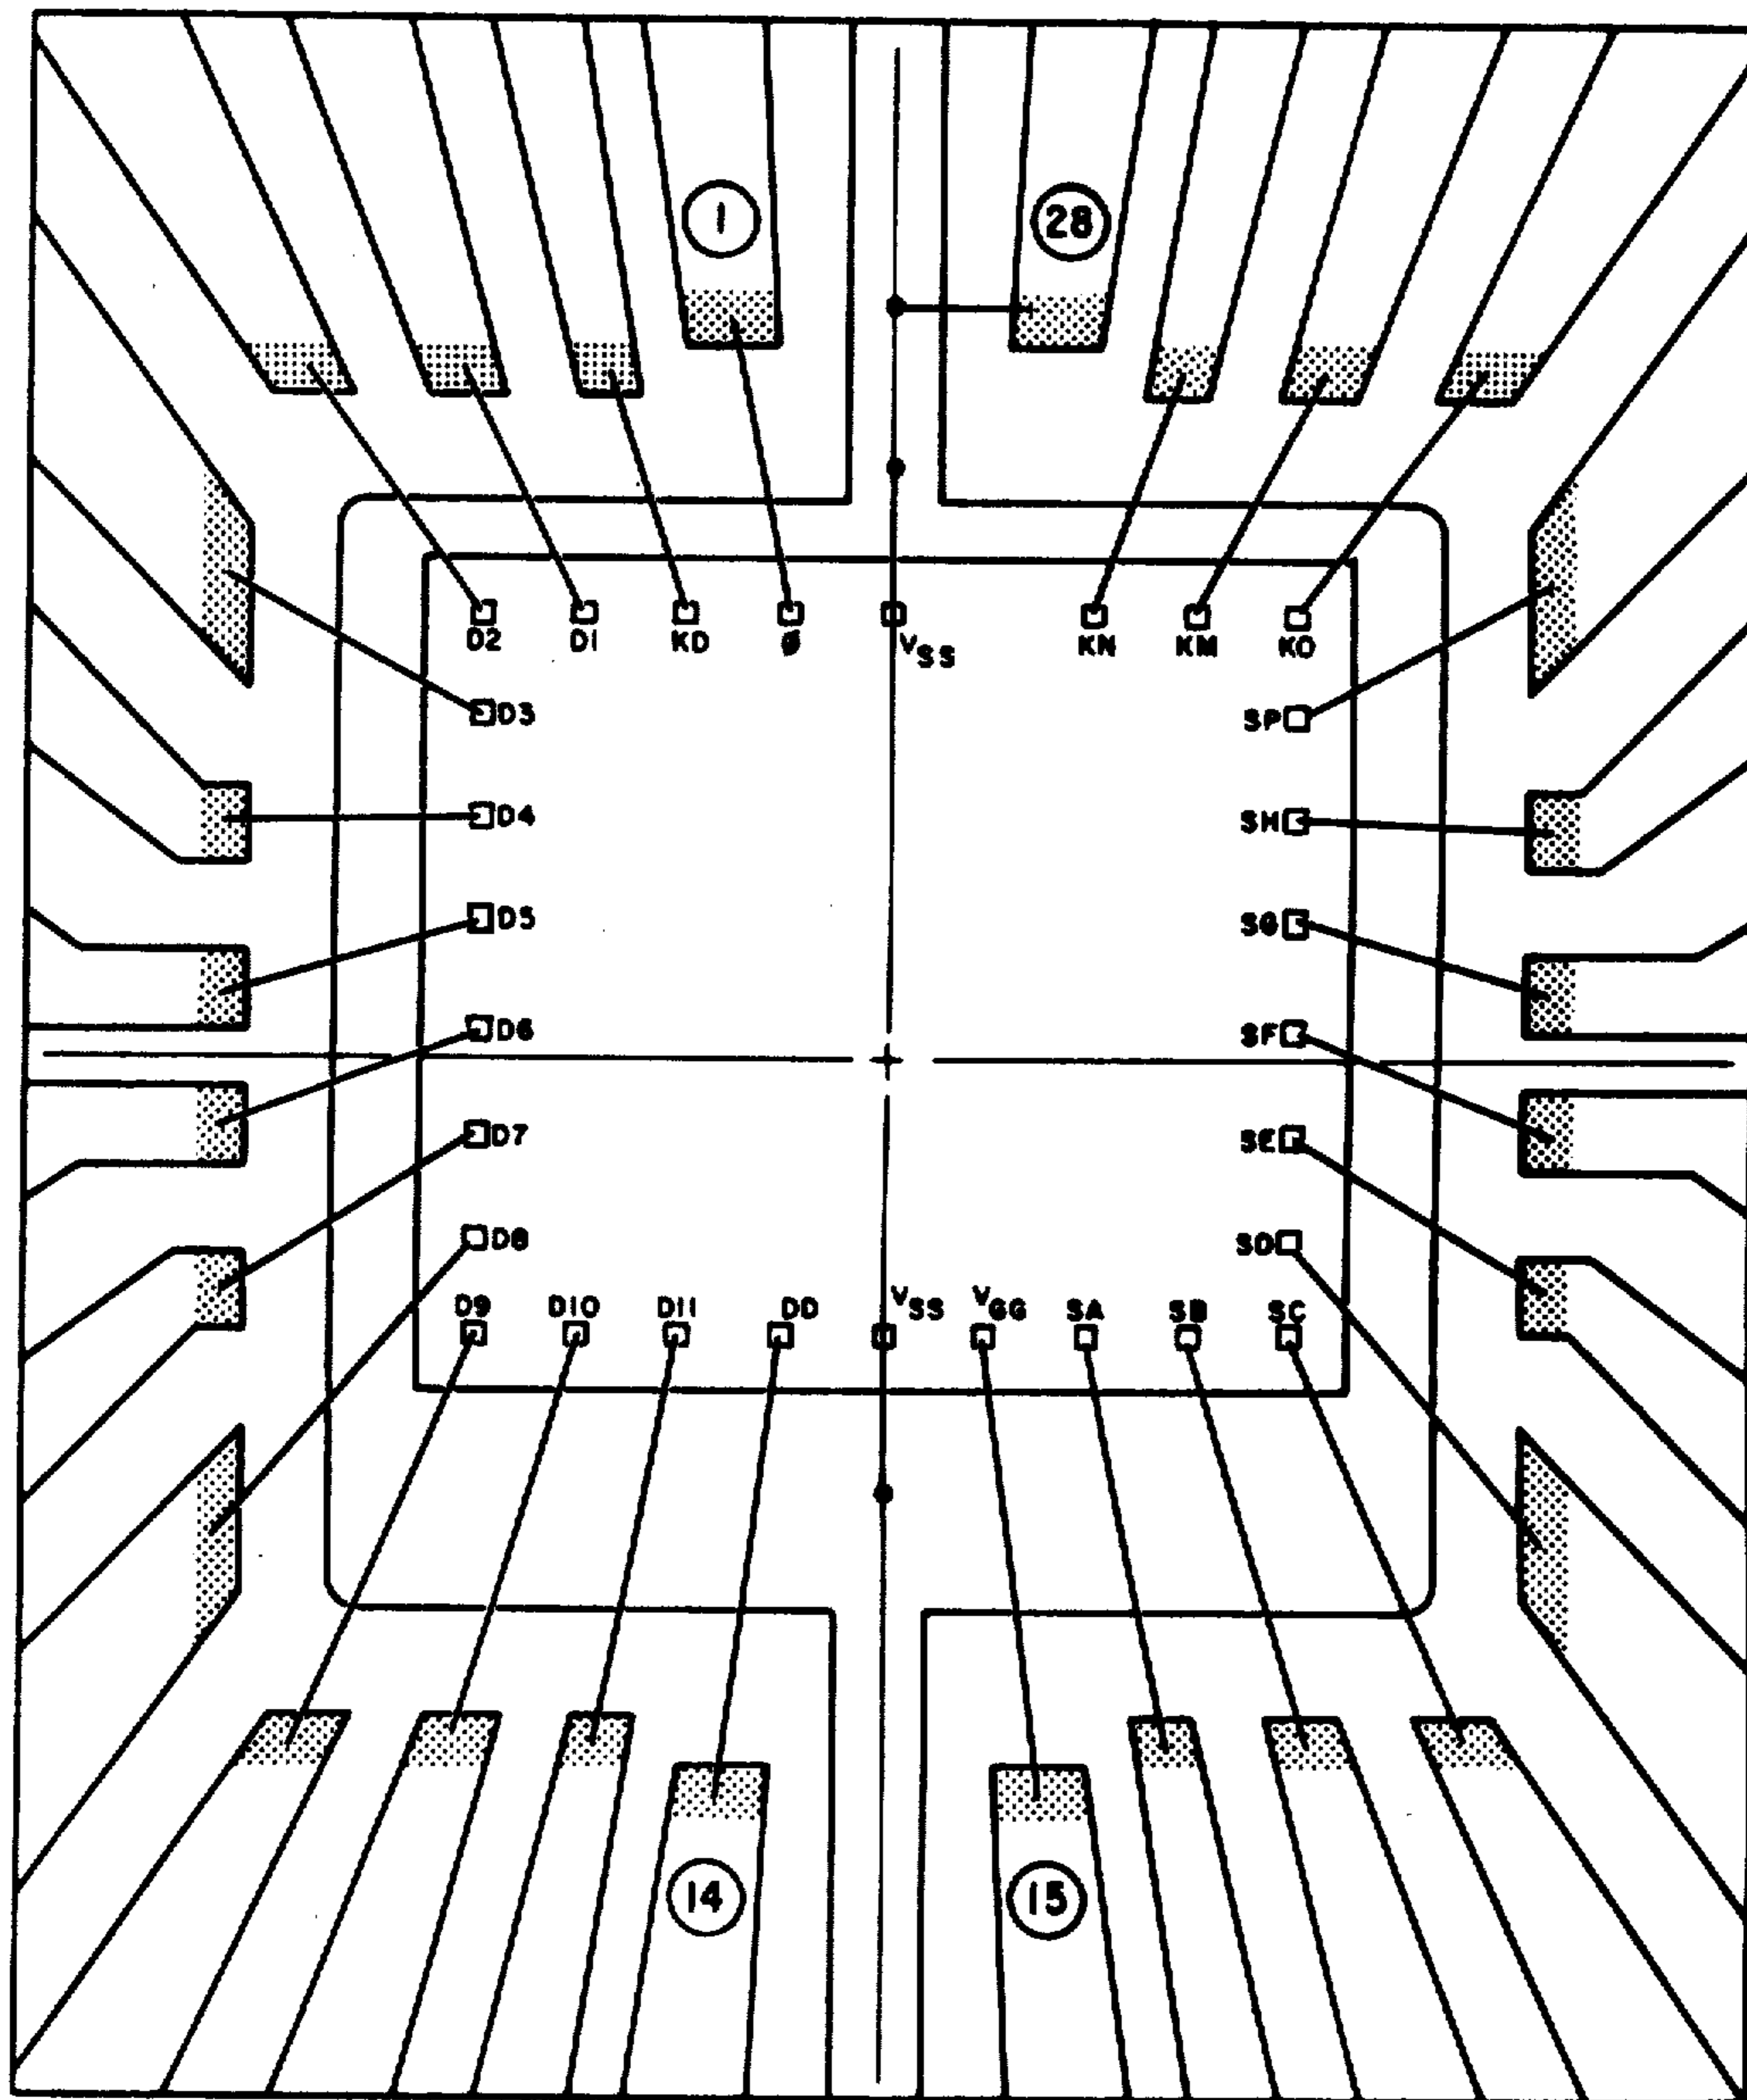 1 28
D2 D1 KD ø VSS KN KM KO
D3 SP
D4 SH
D5 SG
D6 SF
D7 SE
D8 SD
D9 D10 D11 DD VSS VGG SA SB SC
14 15